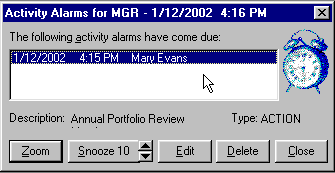 Activity Alarms for MGR - 1/12/2002 4:16 PM
The following activity alarms have come due:
1/12/2002 4:15 PM Mary Evans
Description: Annual Portfolio Review Type: ACTION
Zoom Snooze 10 Edit Delete Close